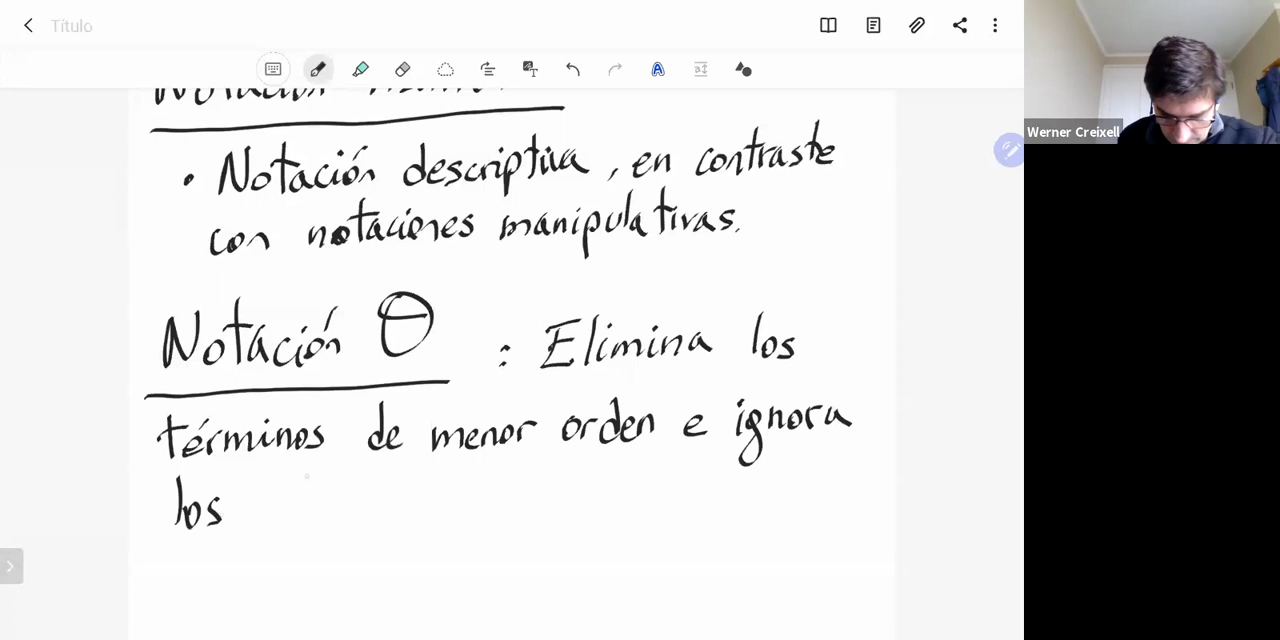 Título
Notación
• Notación descriptiva, en contraste
con notaciones manipulativas.
Notación Θ : Elimina los
términos de menor orden e ignora
los
Werner Creixell